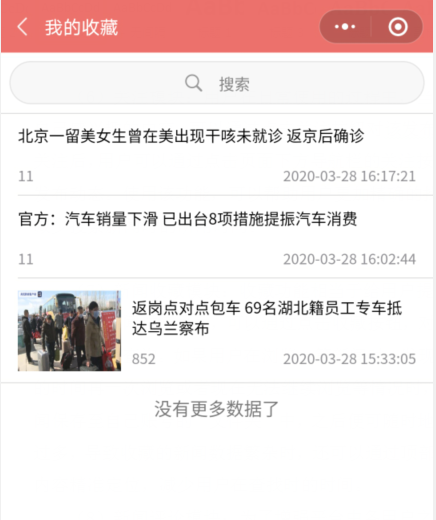 我的收藏
搜索
北京一留美女生曾在美出现干咳未就诊 返京后确诊
11 2020-03-28 16:17:21
官方：汽车销量下滑 已出台8项措施提振汽车消费
11 2020-03-28 16:02:44
返岗点对点包车 69名湖北籍员工专车抵
达乌兰察布
852 2020-03-28 15:33:05
没有更多数据了